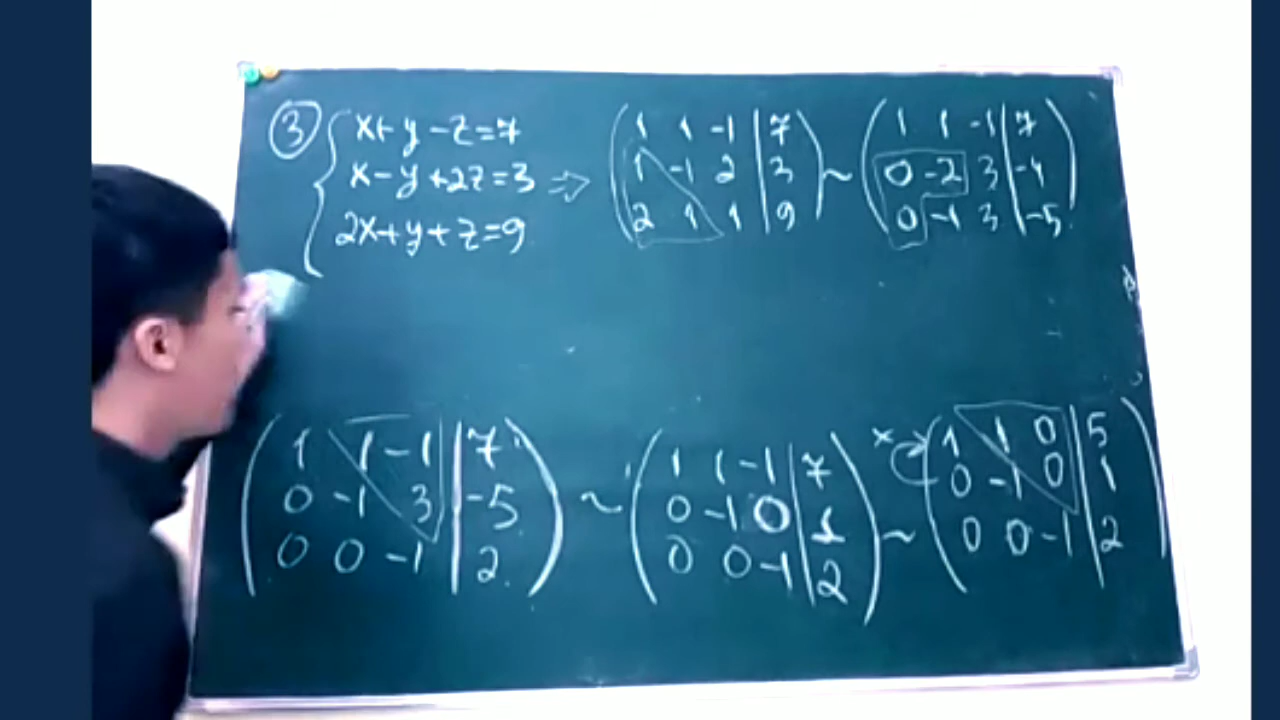 ③ { x+y-z=7
x-y+2z=3
2x+y+z=9
⇒ ( 1 1 -1 | 7
1 -1 2 | 3
2 1 1 | 9 )
~ ( 1 1 -1 | 7
0 -2 3 | -4
0 -1 3 | -5 )
( 1 1 -1 | 7
0 -1 3 | -5
0 0 -1 | 2 )
~ ( 1 1 -1 | 7
0 -1 0 | 1
0 0 -1 | 2 )
~ ( 1 1 0 | 5
0 -1 0 | 1
0 0 -1 | 2 )